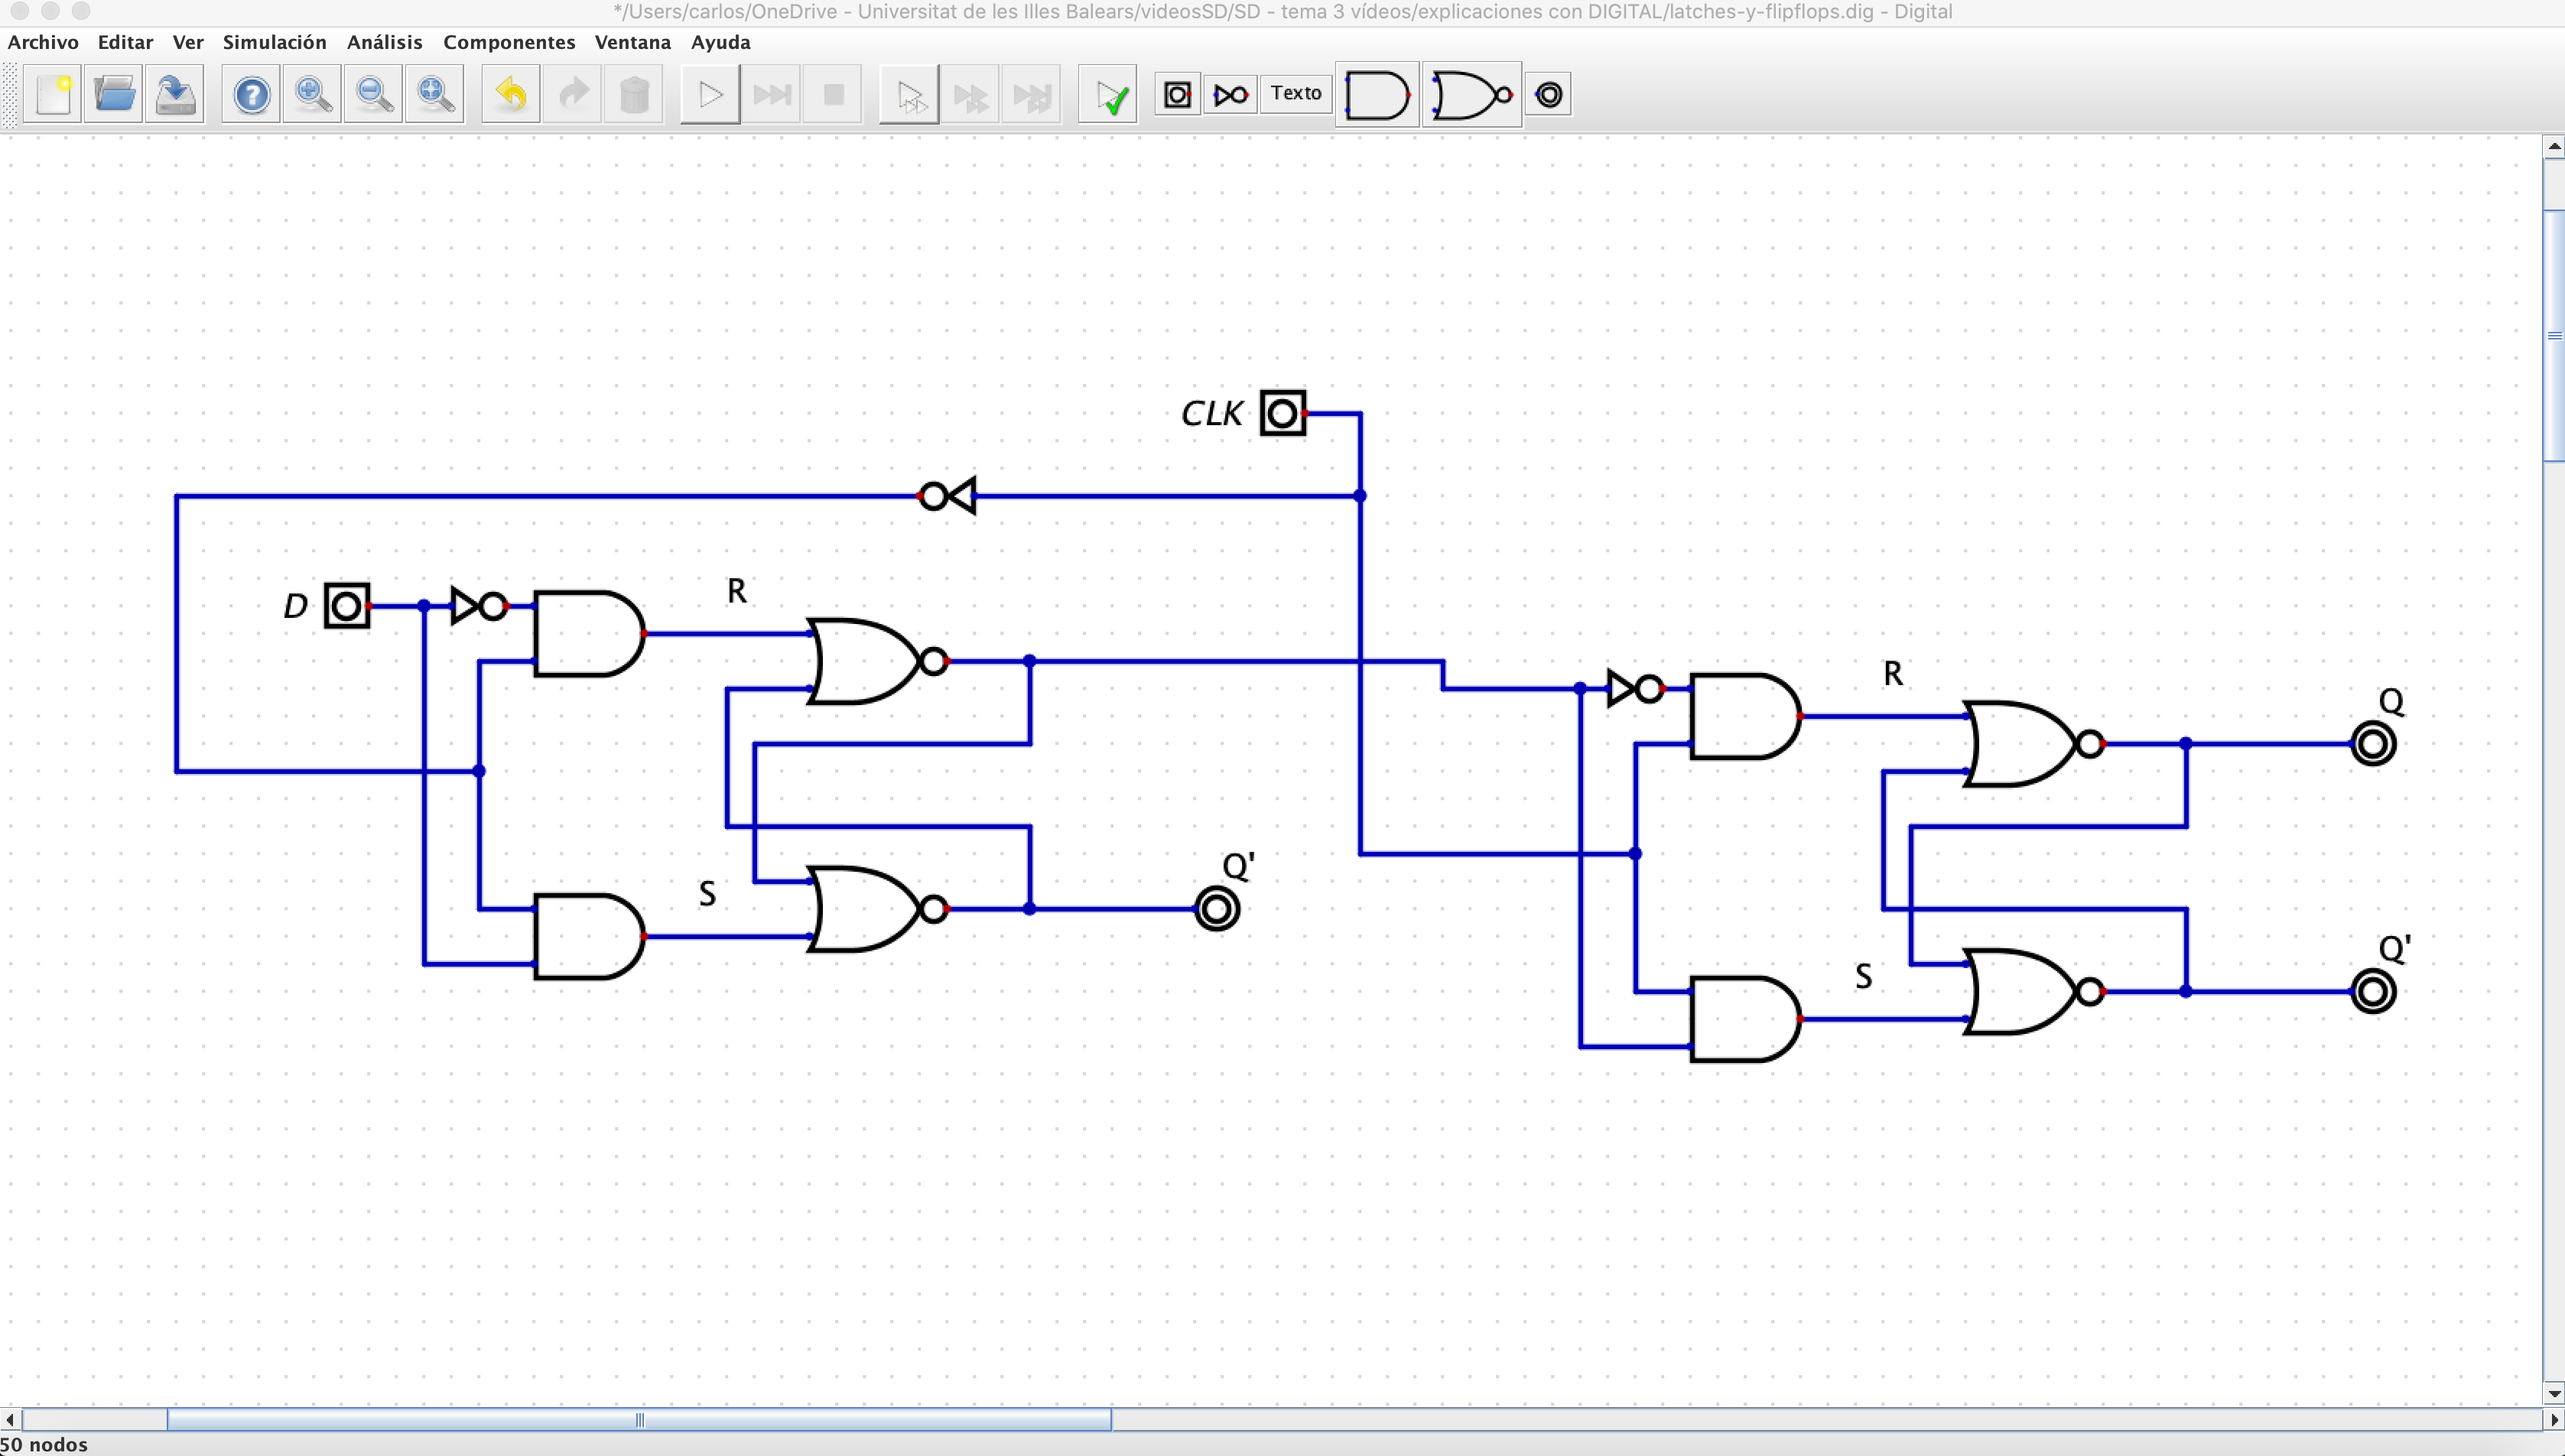 */Users/carlos/OneDrive - Universitat de les Illes Balears/videosSD/SD - tema 3 vídeos/explicaciones con DIGITAL/latches-y-flipflops.dig - Digital
Archivo Editar Ver Simulación Análisis Componentes Ventana Ayuda
? Texto
CLK
D
R
R
Q
S
Q'
S
Q'
50 nodos